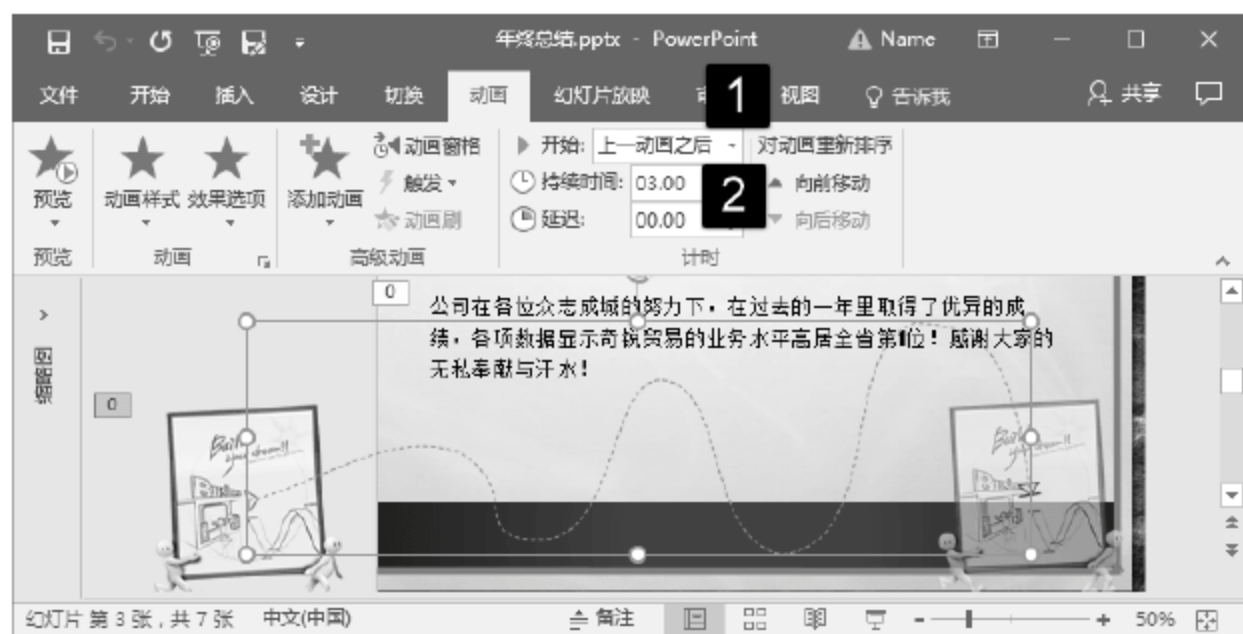 年终总结.pptx - PowerPoint Name
文件 开始 插入 设计 切换 动画 幻灯片放映 1 视图 告诉我 共享
动画窗格 开始: 上一动画之后 对动画重新排序
预览 动画样式 效果选项 添加动画 触发 持续时间: 03.00 2 向前移动
动画刷 延迟: 00.00 向后移动
预览 动画 高级动画 计时
0
公司在各位众志成城的努力下，在过去的一年里取得了优异的成
绩，各项数据显示奇锐贸易的业务水平高居全省第1位！感谢大家的
无私奉献与汗水！
缩略图
0
幻灯片 第 3 张，共 7 张 中文(中国) 备注 50%